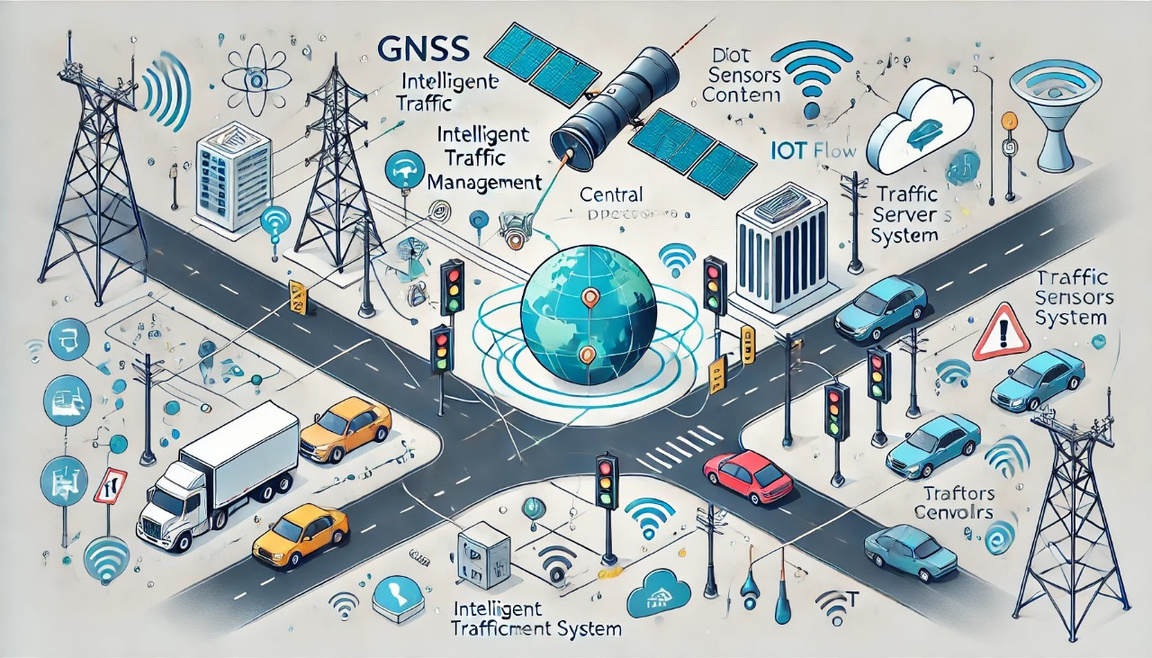 GNSS
Intelligent
Traffic
Intelligent
Traffic
Management
Central
Sensors
Contem
IOT Flow
Traffic
Server s
System
Traffic
Sensors
System
Traftors
Cenvolrs
Intelligent
Trafficment System
T